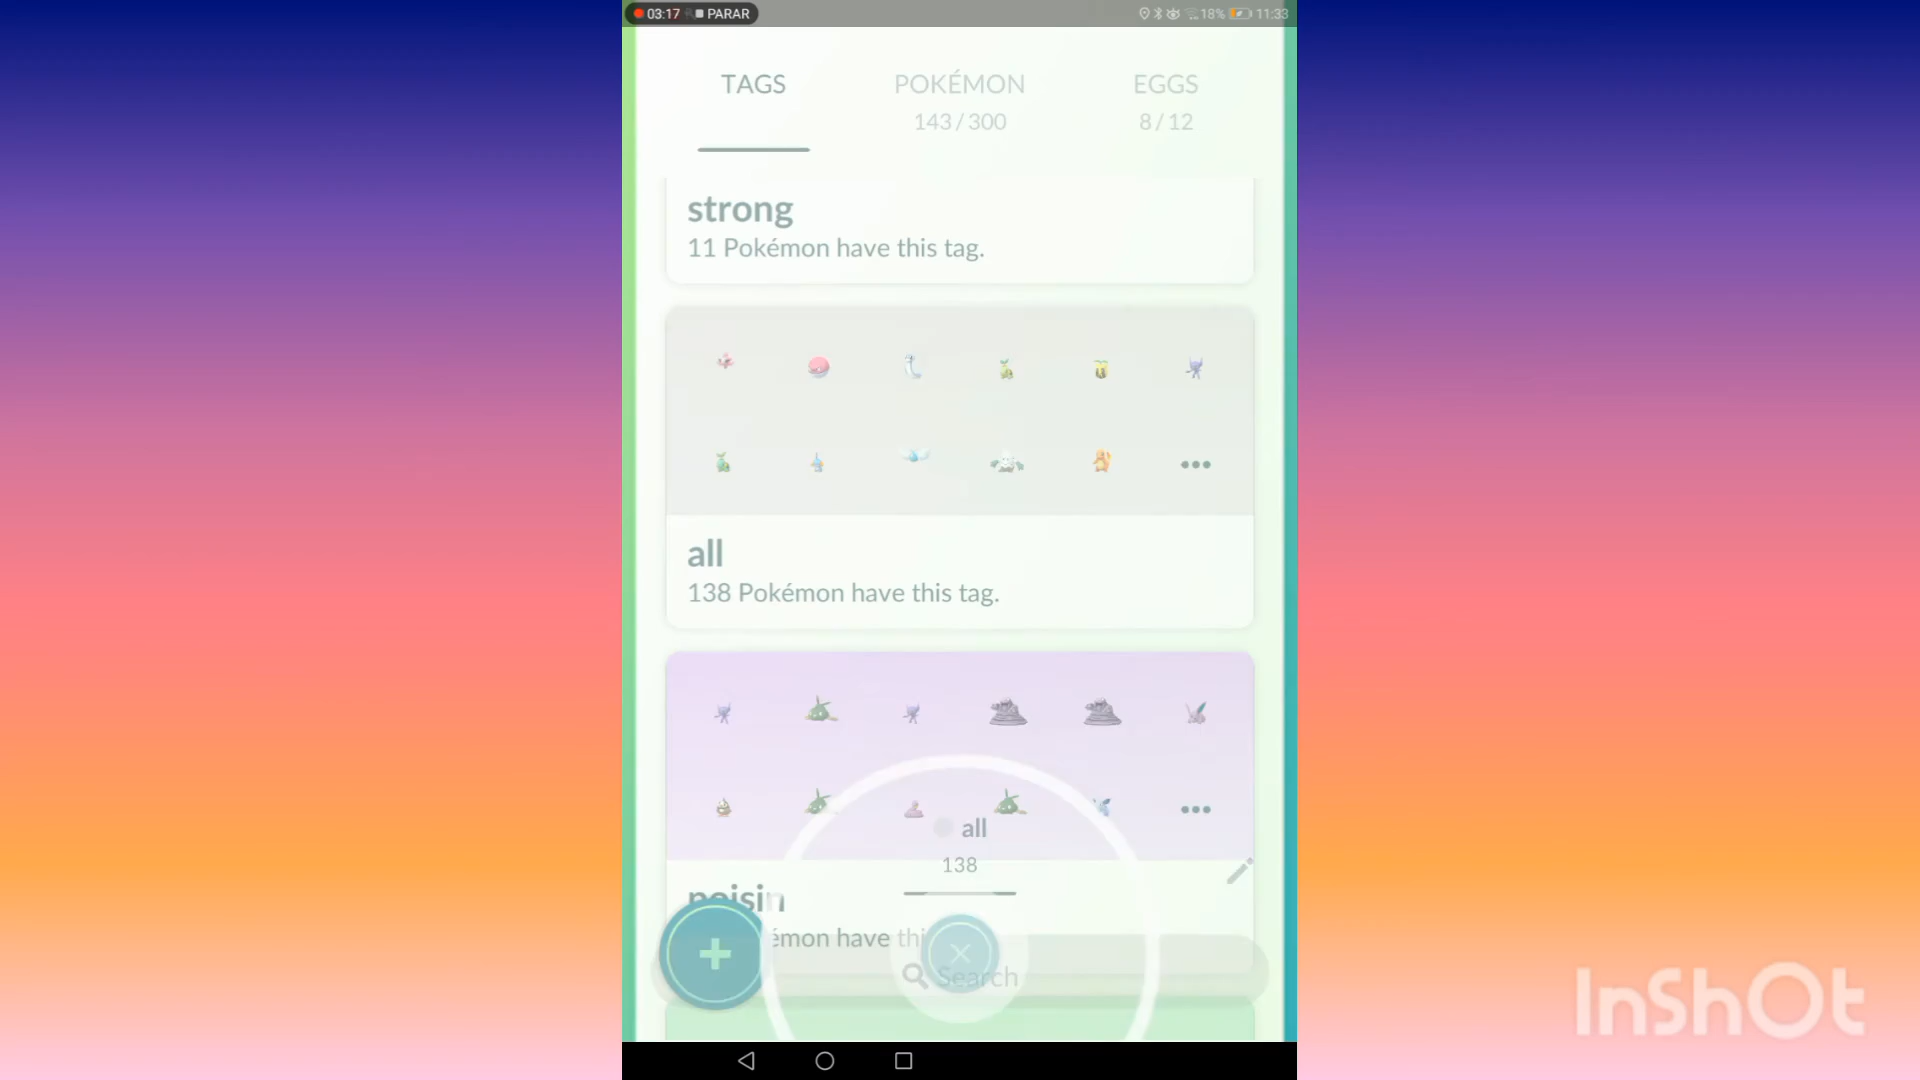 03:17 PARAR
18% 11:33
TAGS
POKÉMON
EGGS
143/300
8/12
strong
11 Pokémon have this tag.
all
138 Pokémon have this tag.
all
138
poisin
émon have thi
Search
InShOt